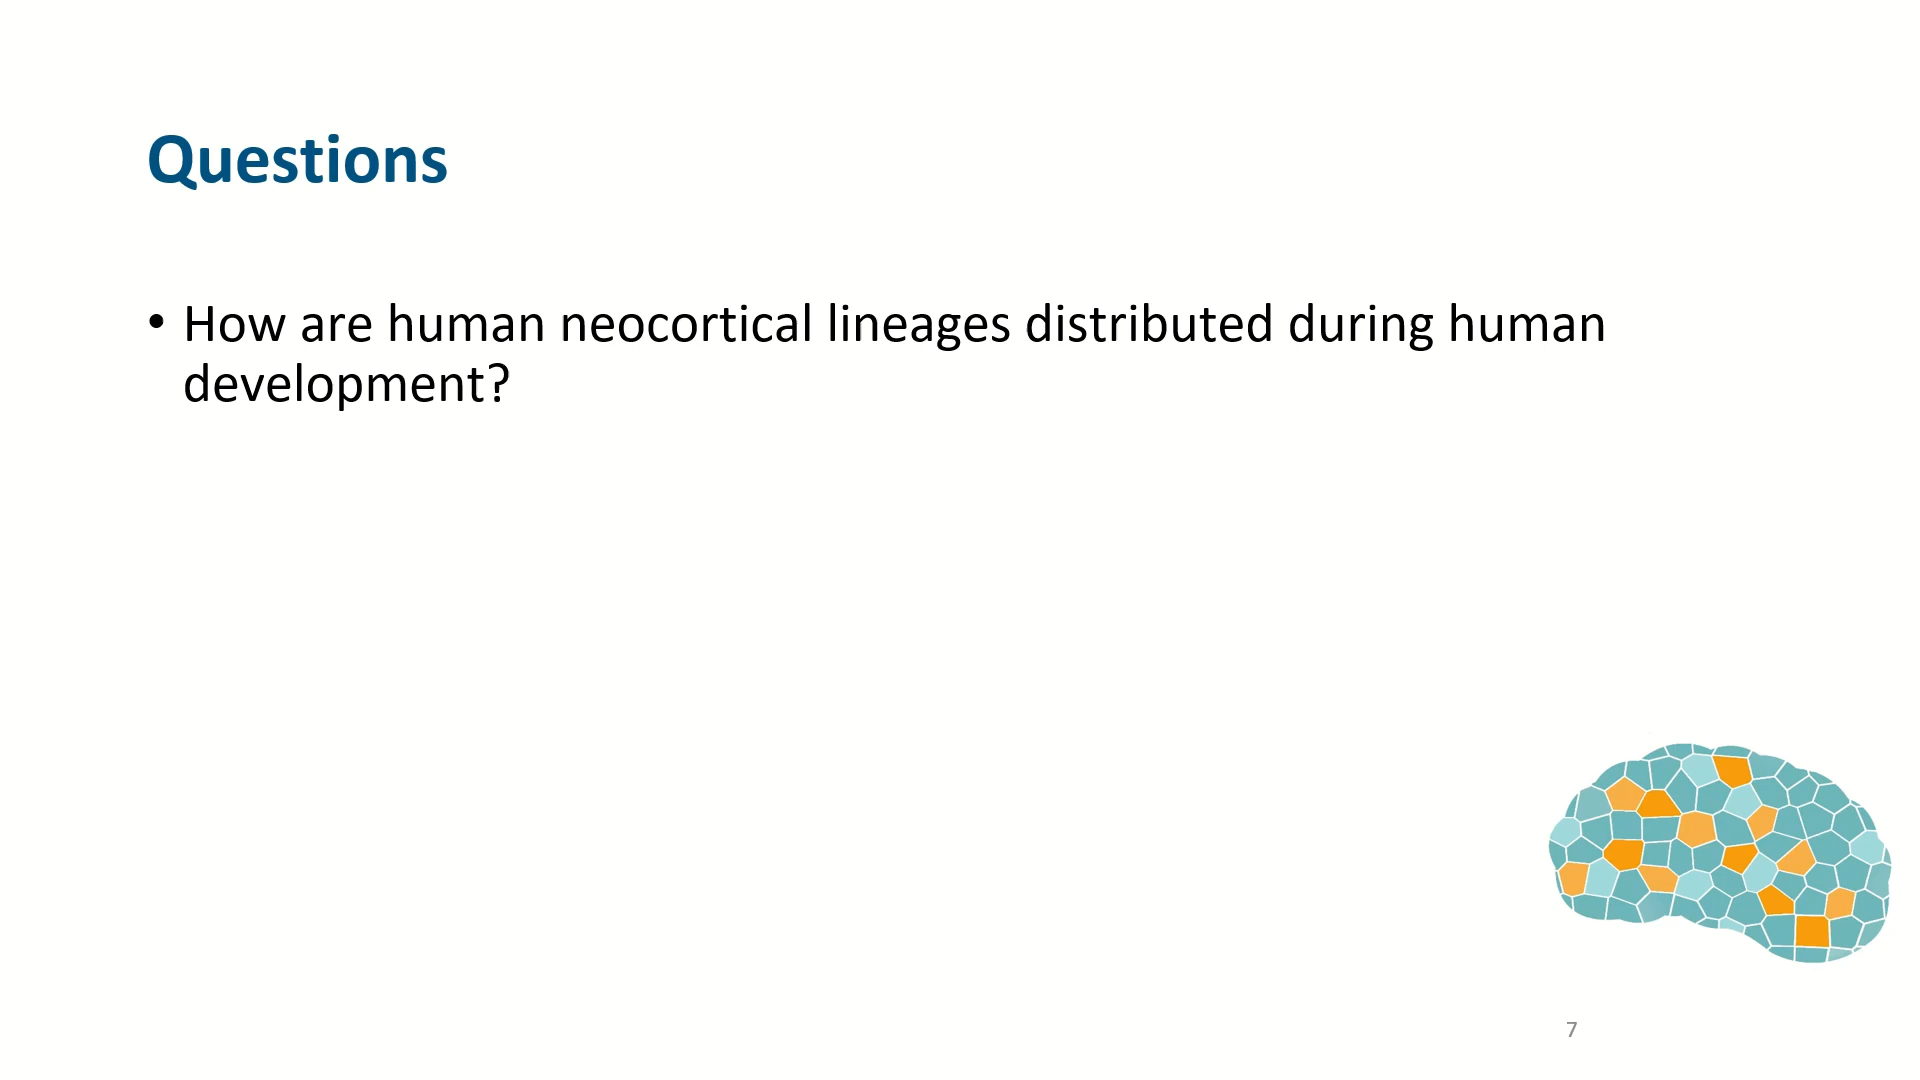 Questions
• How are human neocortical lineages distributed during human
development?
7